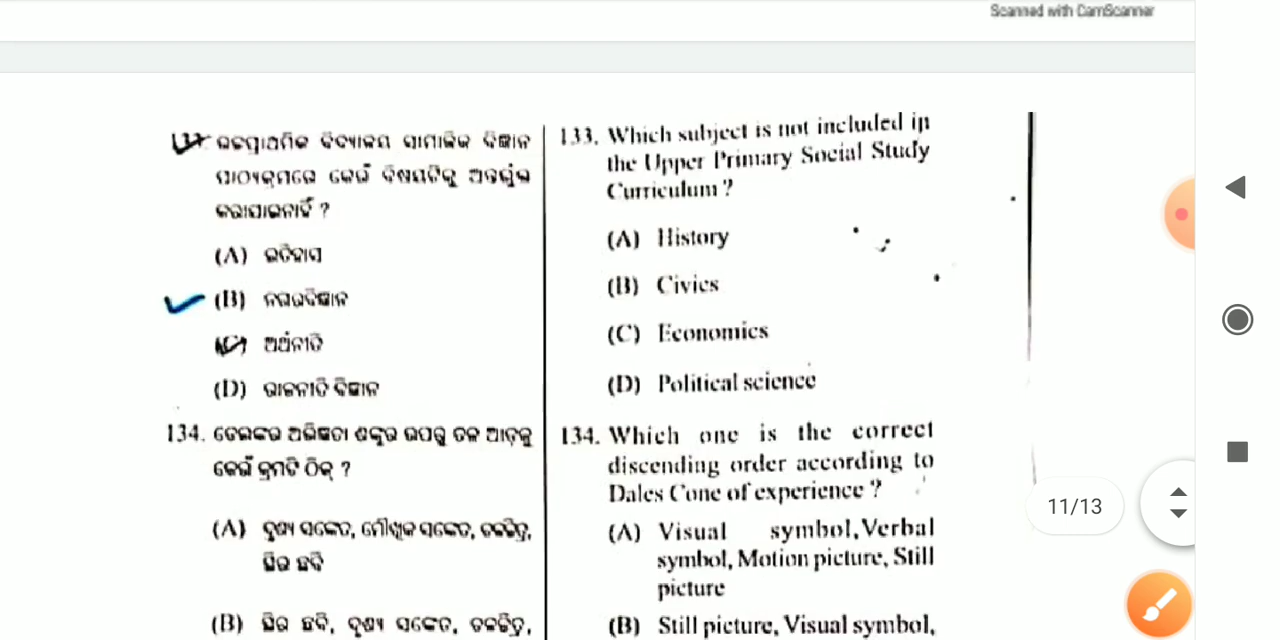 Scanned with CamScanner
ଉଚ୍ଚପ୍ରାଥମିକ ବିଦ୍ୟାଳୟ ସାମାଜିକ ବିଜ୍ଞାନ
ପାଠ୍ୟକ୍ରମରେ କେଉଁ ବିଷୟଟିକୁ ଅନ୍ତର୍ଭୁକ୍ତ
କରାଯାଇନାହିଁ ?
(A) ଇତିହାସ
(B) ନାଗରିକ ବିଜ୍ଞାନ
ଅର୍ଥନୀତି
(D) ରାଜନୀତି ବିଜ୍ଞାନ
134. ଡେଲଙ୍କର ଅଭିଜ୍ଞତା ଶଙ୍କୁର ଉପରୁ ତଳ ଆଡ଼କୁ
କେଉଁ କ୍ରମଟି ଠିକ୍ ?
(A) ଦୃଶ୍ୟ ସଙ୍କେତ, ମୌଖିକ ସଙ୍କେତ, ଚଳଚ୍ଚିତ୍ର,
ସ୍ଥିର ଛବି
(B) ସ୍ଥିର ଛବି, ଦୃଶ୍ୟ ସଙ୍କେତ, ଚଳଚ୍ଚିତ୍ର,
133. Which subject is not included in
the Upper Primary Social Study
Curriculum ?
(A) History
(B) Civics
(C) Economics
(D) Political science
134. Which one is the correct
discending order according to
Dales Cone of experience ?
(A) Visual symbol, Verbal
symbol, Motion picture, Still
picture
(B) Still picture, Visual symbol,
11/13